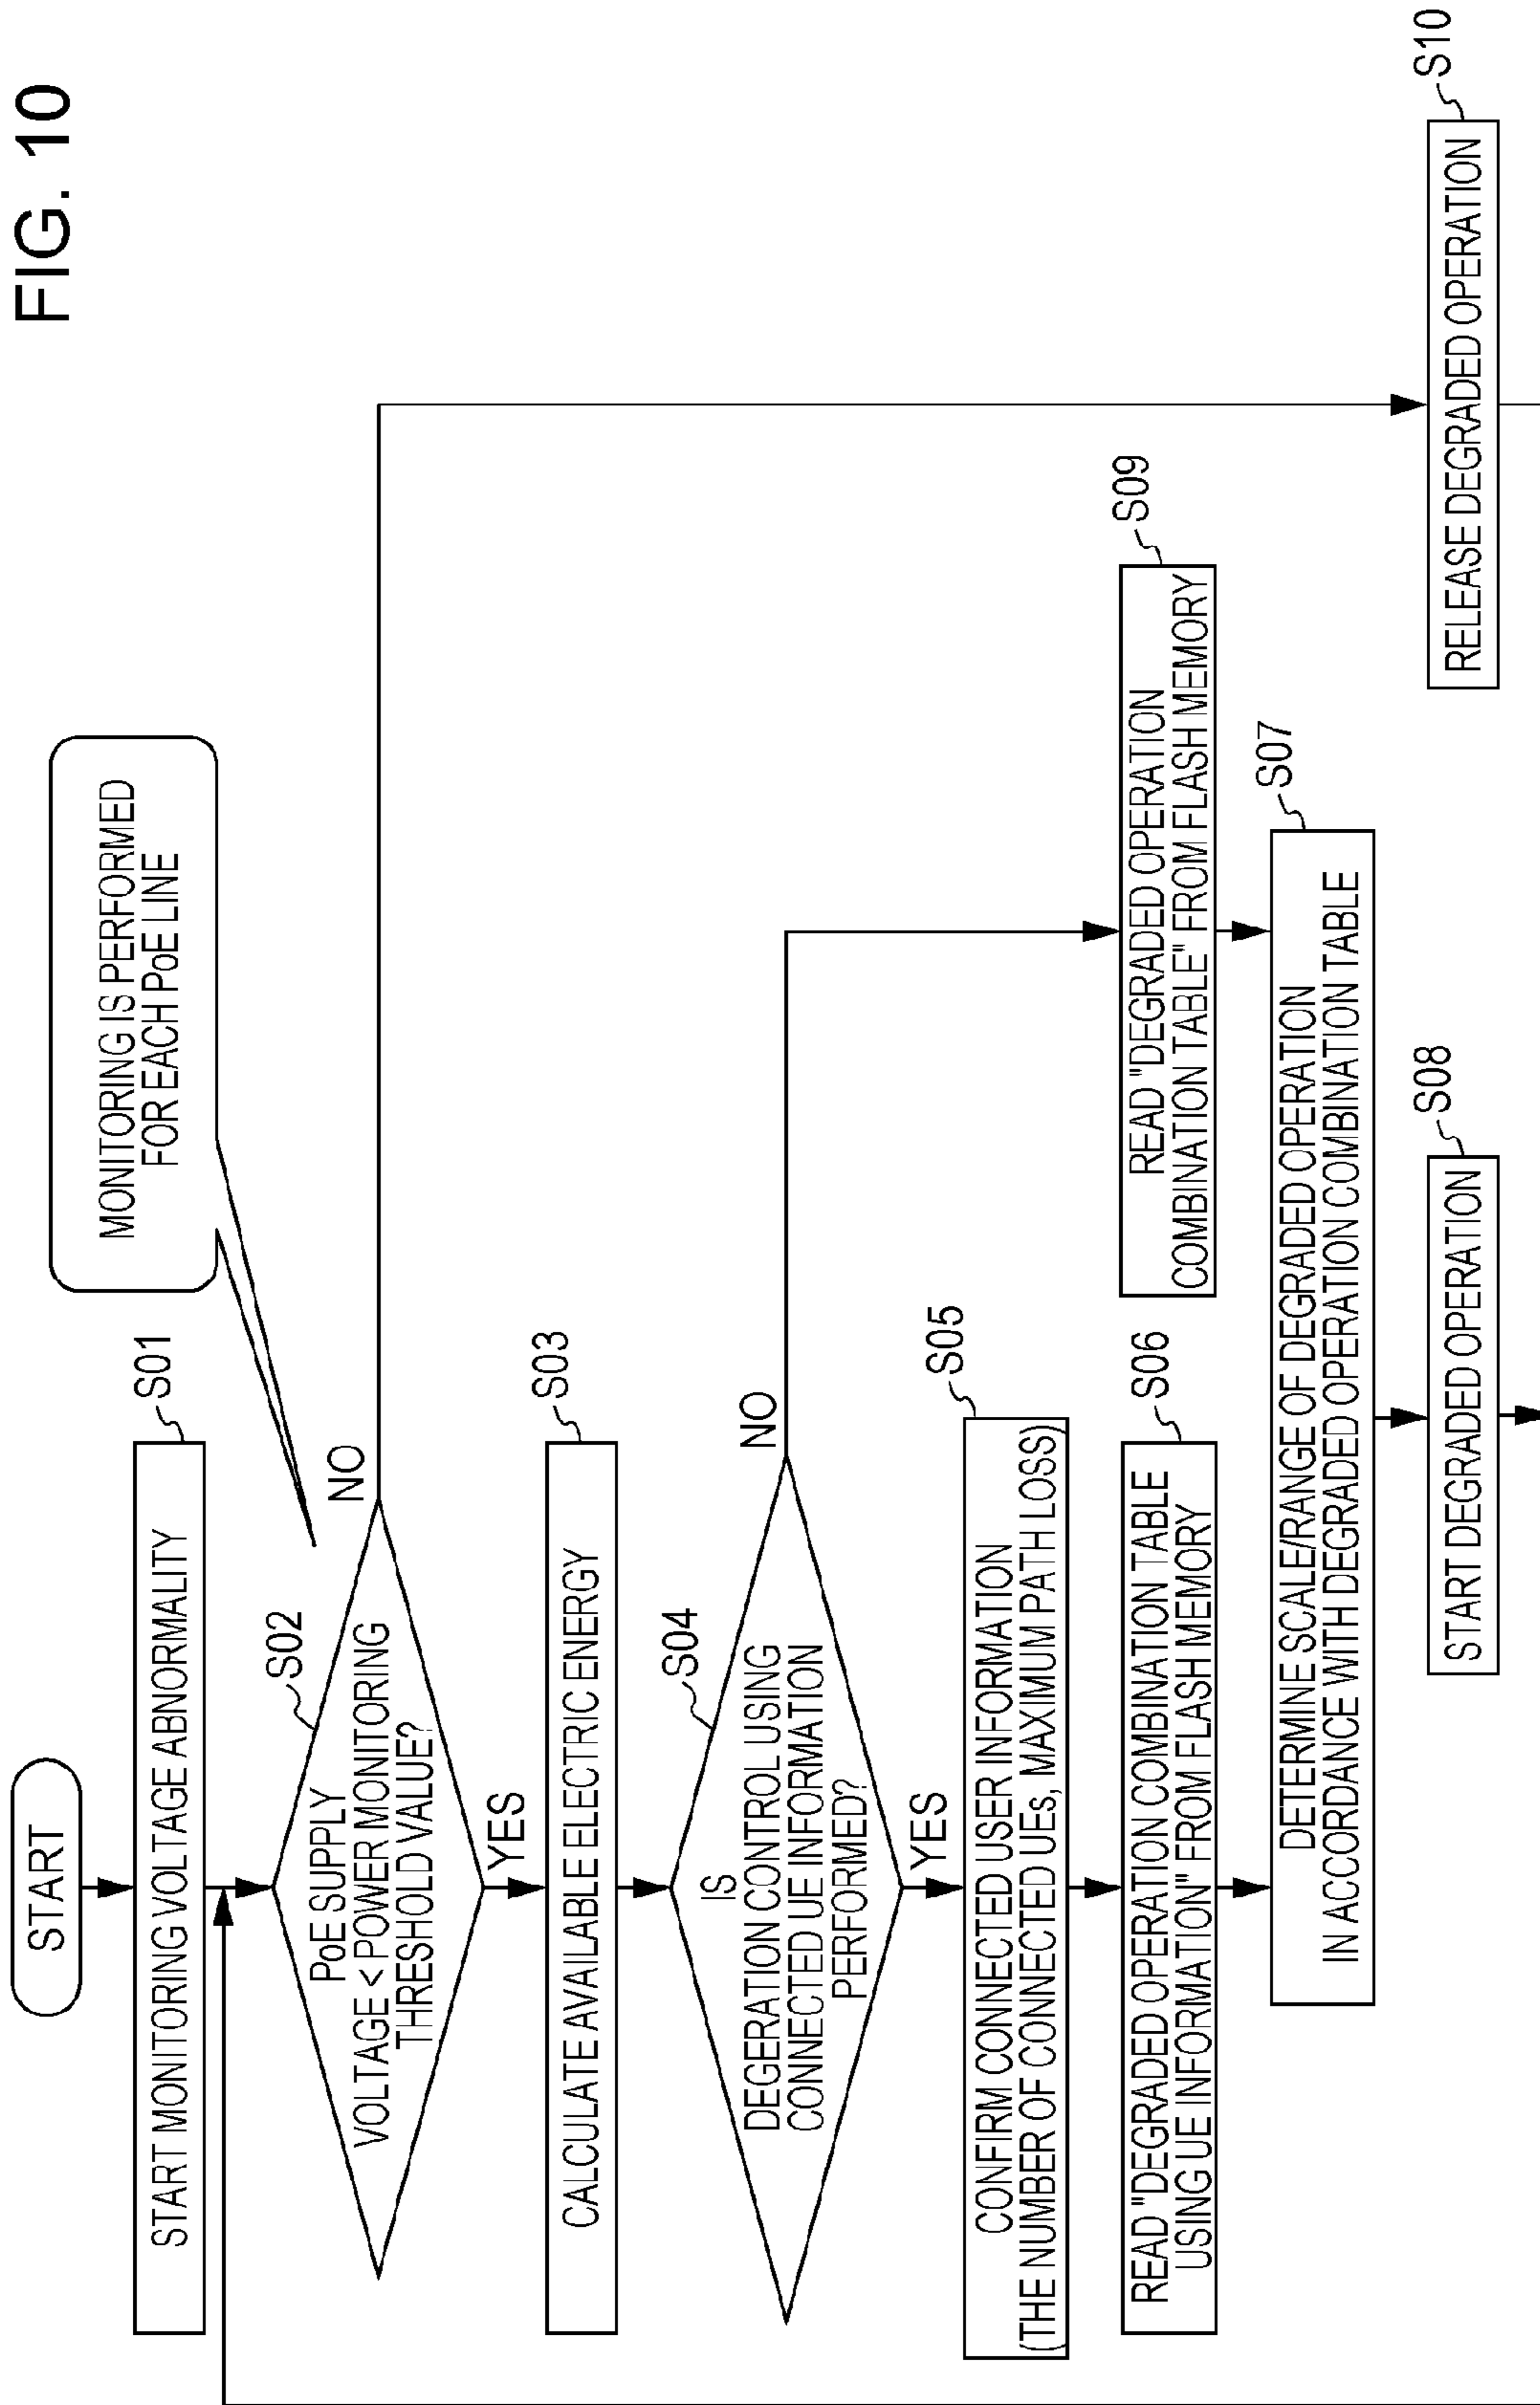 FIG. 10
START
START MONITORING VOLTAGE ABNORMALITY
S01
MONITORING IS PERFORMED
FOR EACH PoE LINE
S02
PoE SUPPLY
VOLTAGE < POWER MONITORING
THRESHOLD VALUE?
NO
YES
CALCULATE AVAILABLE ELECTRIC ENERGY
S03
S04
IS
DEGERATION CONTROL USING
CONNECTED UE INFORMATION
PERFORMED?
NO
YES
CONFIRM CONNECTED USER INFORMATION
(THE NUMBER OF CONNECTED UEs, MAXIMUM PATH LOSS)
S05
READ "DEGRADED OPERATION COMBINATION TABLE
USING UE INFORMATION" FROM FLASH MEMORY
S06
READ "DEGRADED OPERATION
COMBINATION TABLE" FROM FLASH MEMORY
S09
DETERMINE SCALE/RANGE OF DEGRADED OPERATION
IN ACCORDANCE WITH DEGRADED OPERATION COMBINATION TABLE
S07
START DEGRADED OPERATION
S08
RELEASE DEGRADED OPERATION
S10